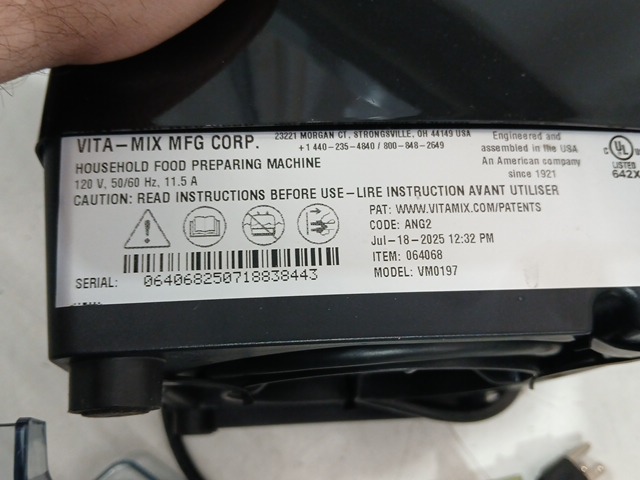 VITA-MIX MFG CORP.
23221 MORGAN CT, STRONGSVILLE, OH 44149 USA
+1 440-235-4840 / 800-848-2649
HOUSEHOLD FOOD PREPARING MACHINE
120 V, 50/60 Hz, 11.5 A
Engineered and
assembled in the USA
An American company
since 1921
UL
LISTED
642X
CAUTION: READ INSTRUCTIONS BEFORE USE-LIRE INSTRUCTION AVANT UTILISER
PAT: WWW.VITAMIX.COM/PATENTS
CODE: ANG2
Jul-18-2025 12:32 PM
ITEM: 064068
MODEL: VM0197
SERIAL: 064068250718838443